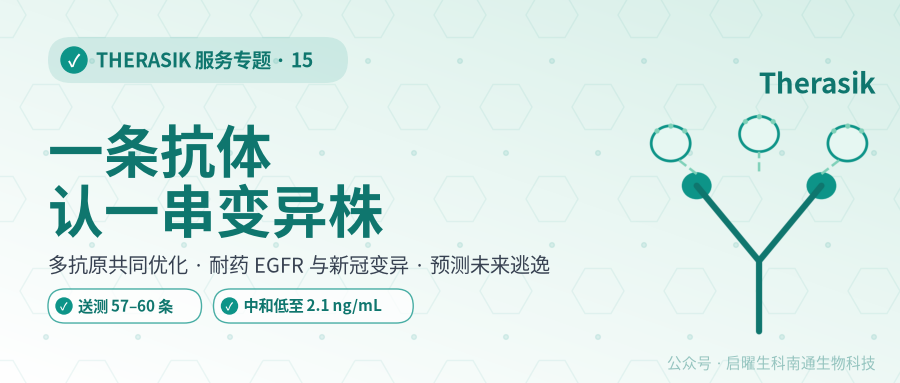 THERASIK 服务专题 · 15
Therasik
一条抗体
认一串变异株
多抗原共同优化 · 耐药 EGFR 与新冠变异 · 预测未来逃逸
送测 57–60 条
中和低至 2.1 ng/mL
公众号 · 启曜生科南通生物科技